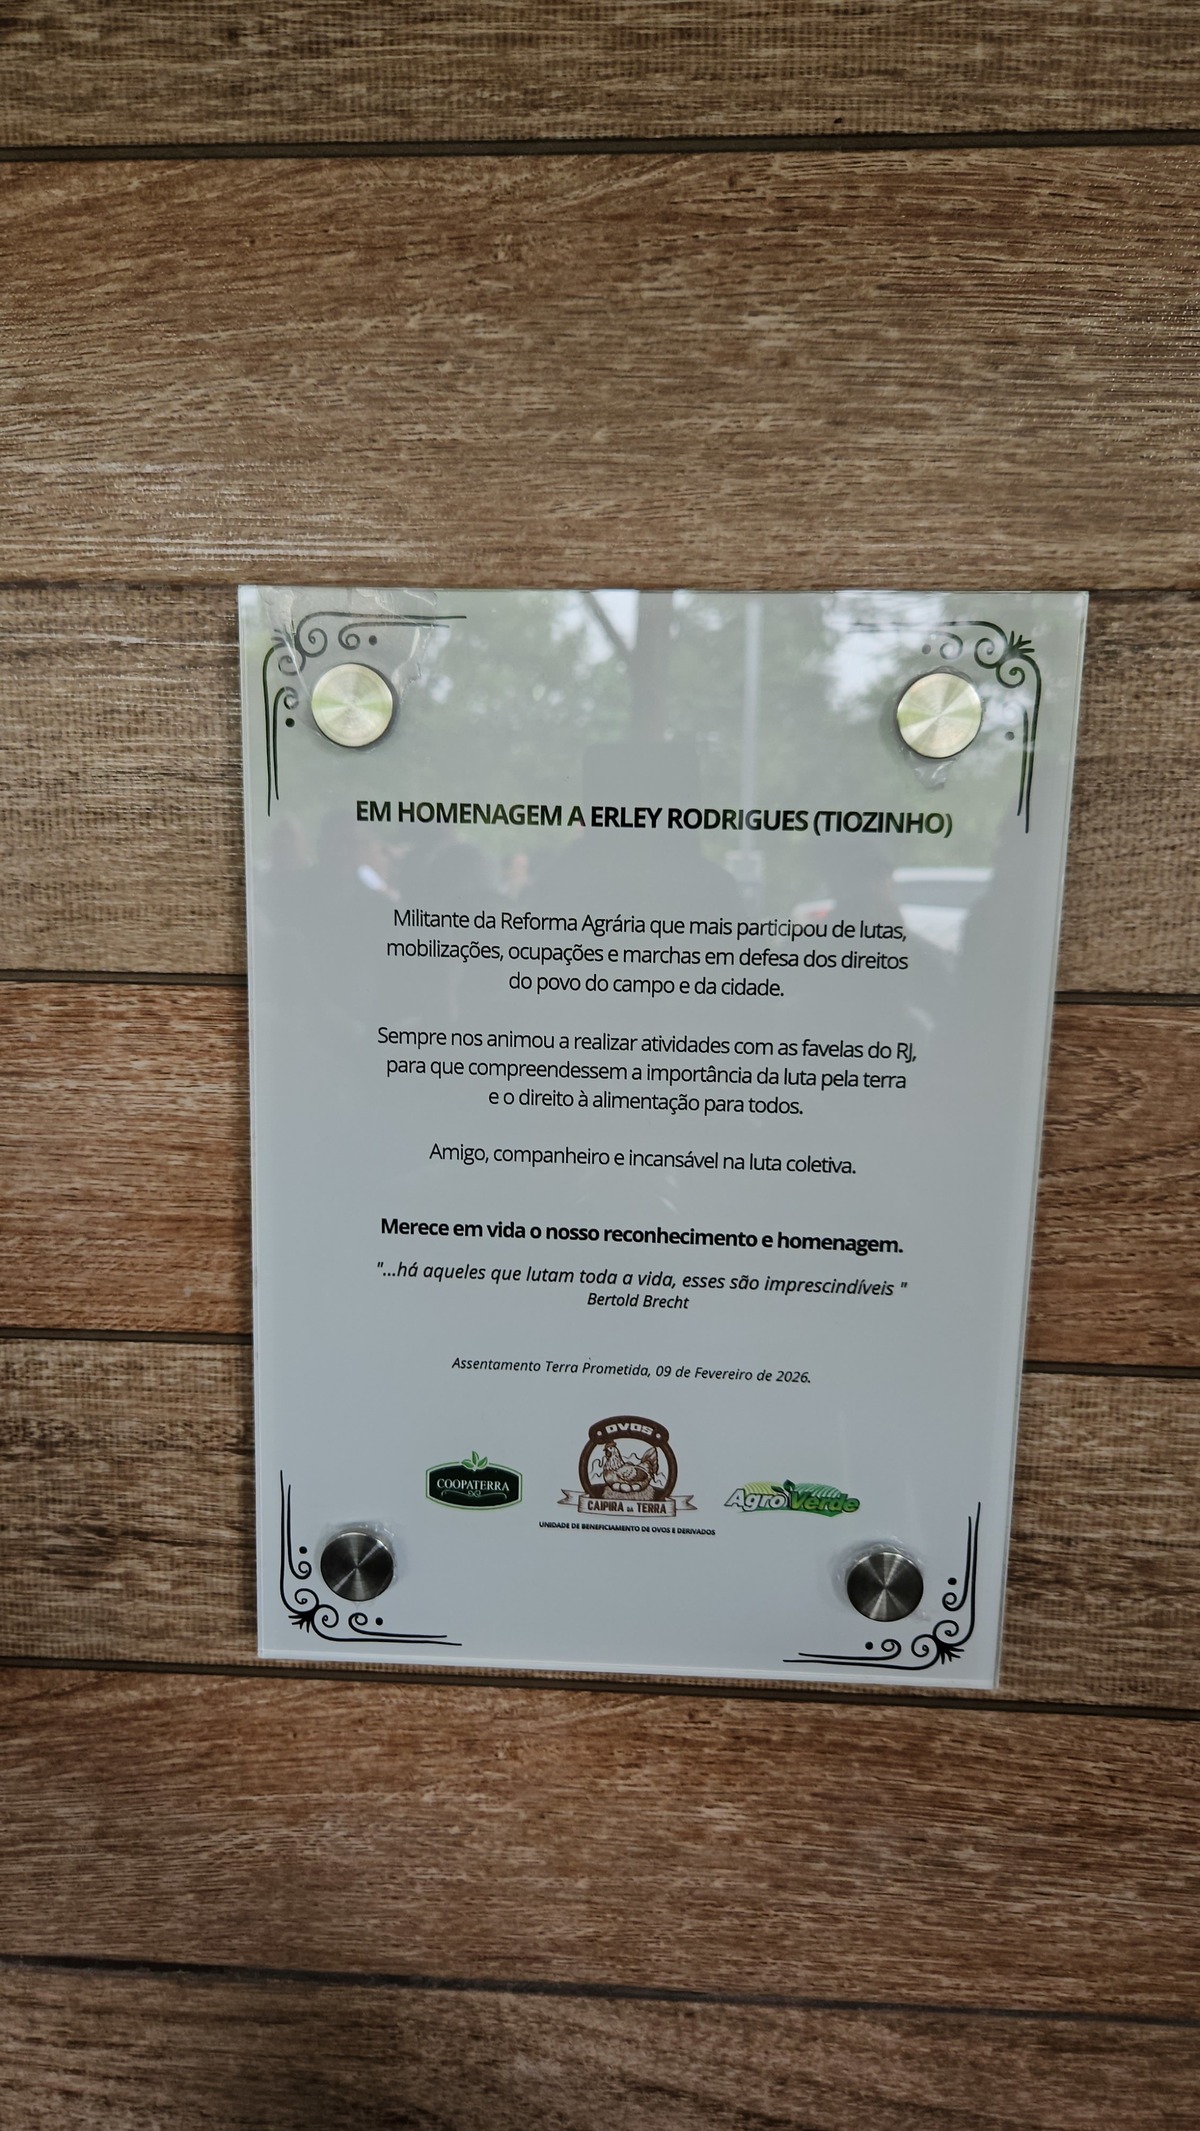 EM HOMENAGEM A ERLEY RODRIGUES (TIOZINHO)
Militante da Reforma Agrária que mais participou de lutas,
mobilizações, ocupações e marchas em defesa dos direitos
do povo do campo e da cidade.
Sempre nos animou a realizar atividades com as favelas do RJ,
para que compreendessem a importância da luta pela terra
e o direito à alimentação para todos.
Amigo, companheiro e incansável na luta coletiva.
Merece em vida o nosso reconhecimento e homenagem.
"...há aqueles que lutam toda a vida, esses são imprescindíveis "
Bertold Brecht
Assentamento Terra Prometida, 09 de Fevereiro de 2026.
COOPATERRA
OVOS
CAIPIRA DA TERRA
UNIDADE DE BENEFICIAMENTO DE OVOS E DERIVADOS
Agro Verde